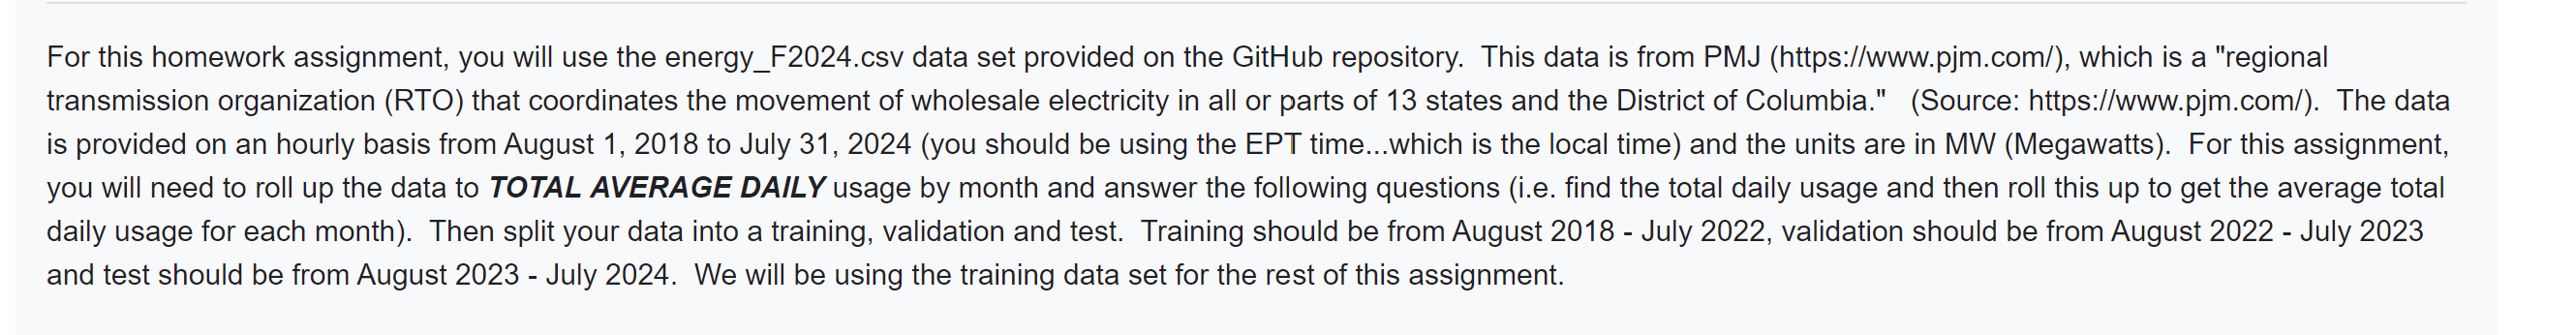 For this homework assignment, you will use the energy_F2024.csv data set provided on the GitHub repository.  This data is from PMJ (https://www.pjm.com/), which is a "regional
transmission organization (RTO) that coordinates the movement of wholesale electricity in all or parts of 13 states and the District of Columbia."   (Source: https://www.pjm.com/).  The data
is provided on an hourly basis from August 1, 2018 to July 31, 2024 (you should be using the EPT time...which is the local time) and the units are in MW (Megawatts).  For this assignment,
you will need to roll up the data to TOTAL AVERAGE DAILY usage by month and answer the following questions (i.e. find the total daily usage and then roll this up to get the average total
daily usage for each month).  Then split your data into a training, validation and test.  Training should be from August 2018 - July 2022, validation should be from August 2022 - July 2023
and test should be from August 2023 - July 2024.  We will be using the training data set for the rest of this assignment.